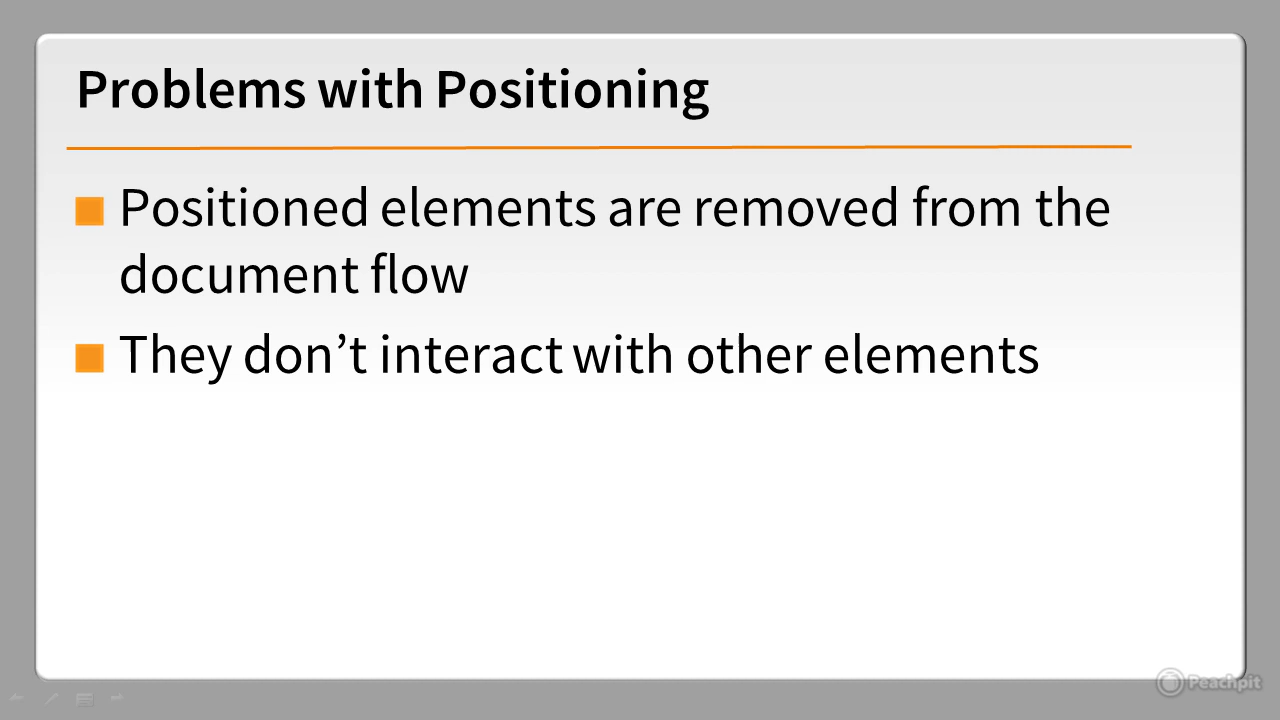 Problems with Positioning
Positioned elements are removed from the
document flow
They don’t interact with other elements
Peachpit